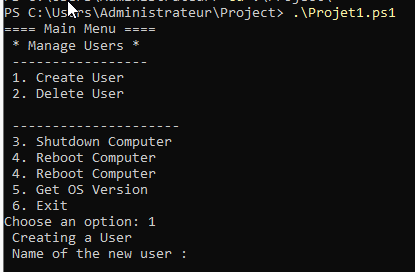 PS C:\Users\Administrateur\Project> .\Projet1.ps1
==== Main Menu ====
* Manage Users *
-----------------
1. Create User
2. Delete User
---------------------
3. Shutdown Computer
4. Reboot Computer
4. Reboot Computer
5. Get OS Version
6. Exit
Choose an option: 1
Creating a User
Name of the new user :